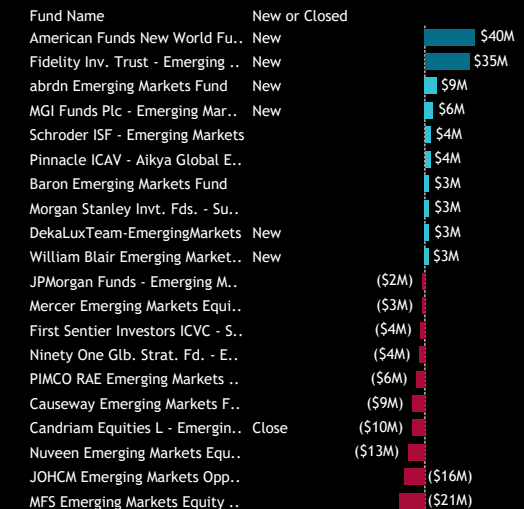 Fund Name New or Closed
American Funds New World Fu.. New $40M
Fidelity Inv. Trust - Emerging .. New $35M
abrdn Emerging Markets Fund New $9M
MGI Funds Plc - Emerging Mar.. New $6M
Schroder ISF - Emerging Markets $4M
Pinnacle ICAV - Aikya Global E.. $4M
Baron Emerging Markets Fund $3M
Morgan Stanley Invt. Fds. - Su.. $3M
DekaLuxTeam-EmergingMarkets New $3M
William Blair Emerging Market.. New $3M
JPMorgan Funds - Emerging M.. ($2M)
Mercer Emerging Markets Equi.. ($3M)
First Sentier Investors ICVC - S.. ($4M)
Ninety One Glb. Strat. Fd. - E.. ($4M)
PIMCO RAE Emerging Markets .. ($6M)
Causeway Emerging Markets F.. ($9M)
Candriam Equities L - Emergin.. Close ($10M)
Nuveen Emerging Markets Equ.. ($13M)
JOHCM Emerging Markets Opp.. ($16M)
MFS Emerging Markets Equity .. ($21M)